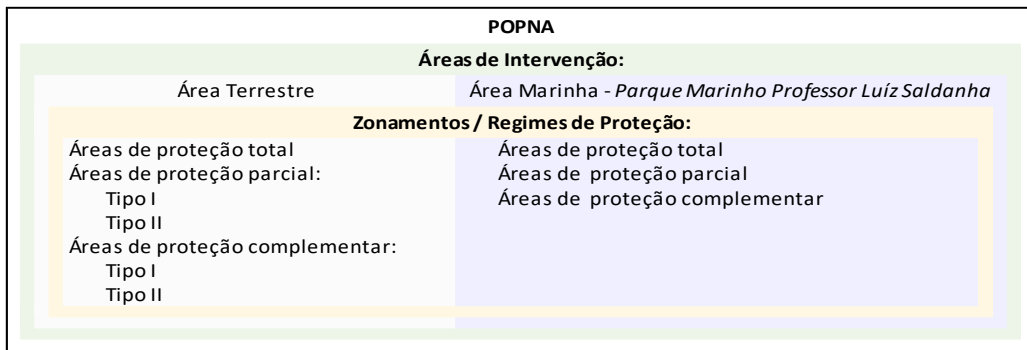 POPNA
Áreas de Intervenção:
Área Terrestre
Área Marinha - Parque Marinho Professor Luíz Saldanha
Zonamentos / Regimes de Proteção:
Áreas de proteção total
Áreas de proteção parcial:
Tipo I
Tipo II
Áreas de proteção complementar:
Tipo I
Tipo II
Áreas de proteção total
Áreas de proteção parcial
Áreas de proteção complementar